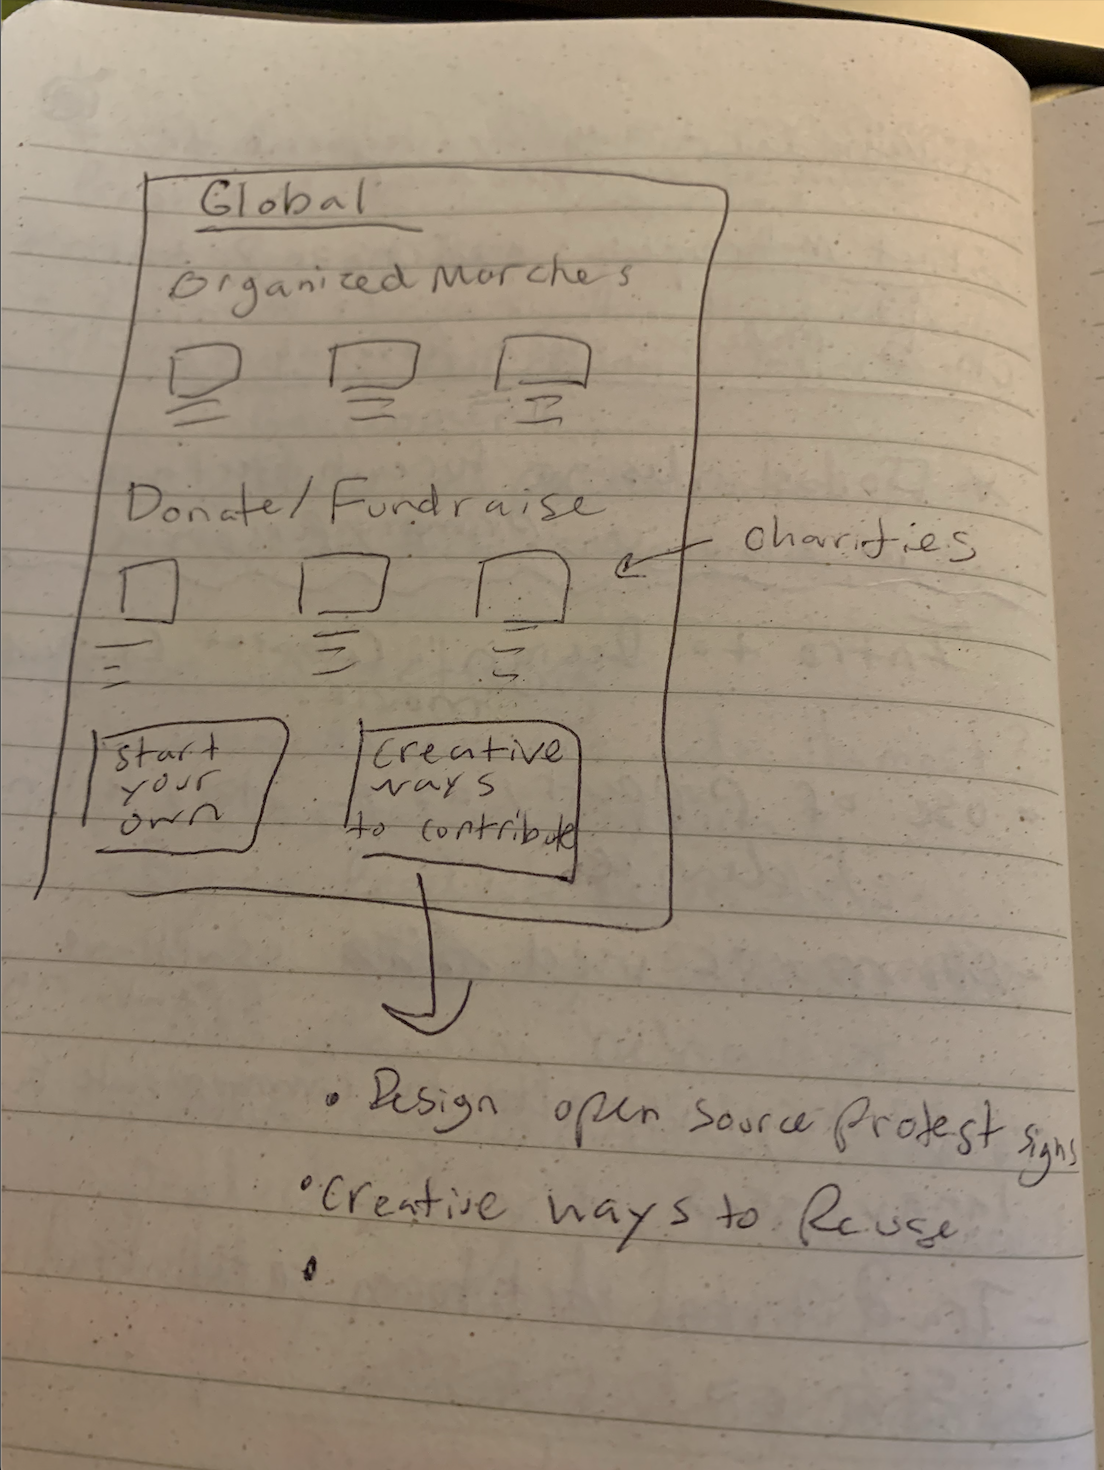 Global
Organized Marches
Donate/Fundraise
charities
start
your
own
creative
ways
to contribute
• Design open source protest signs
• Creative ways to Reuse
•